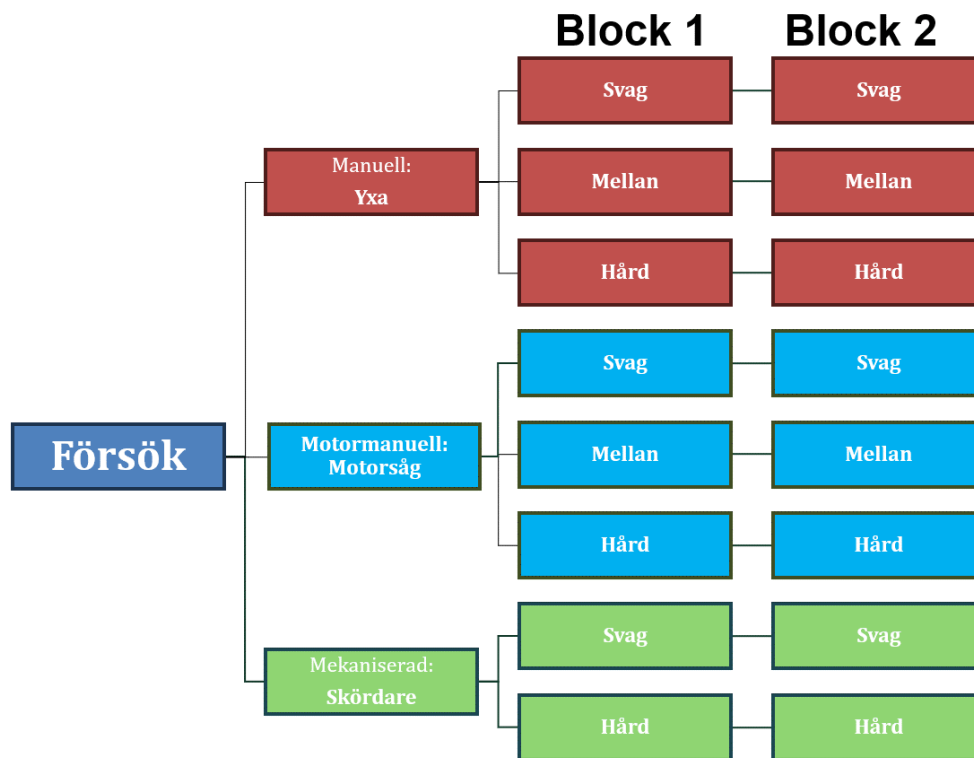 Block 1 Block 2
Svag Svag
Manuell:
Yxa
Mellan Mellan
Hård Hård
Svag Svag
Försök
Motormanuell:
Motorsåg
Mellan Mellan
Hård Hård
Svag Svag
Mekaniserad:
Skördare
Hård Hård